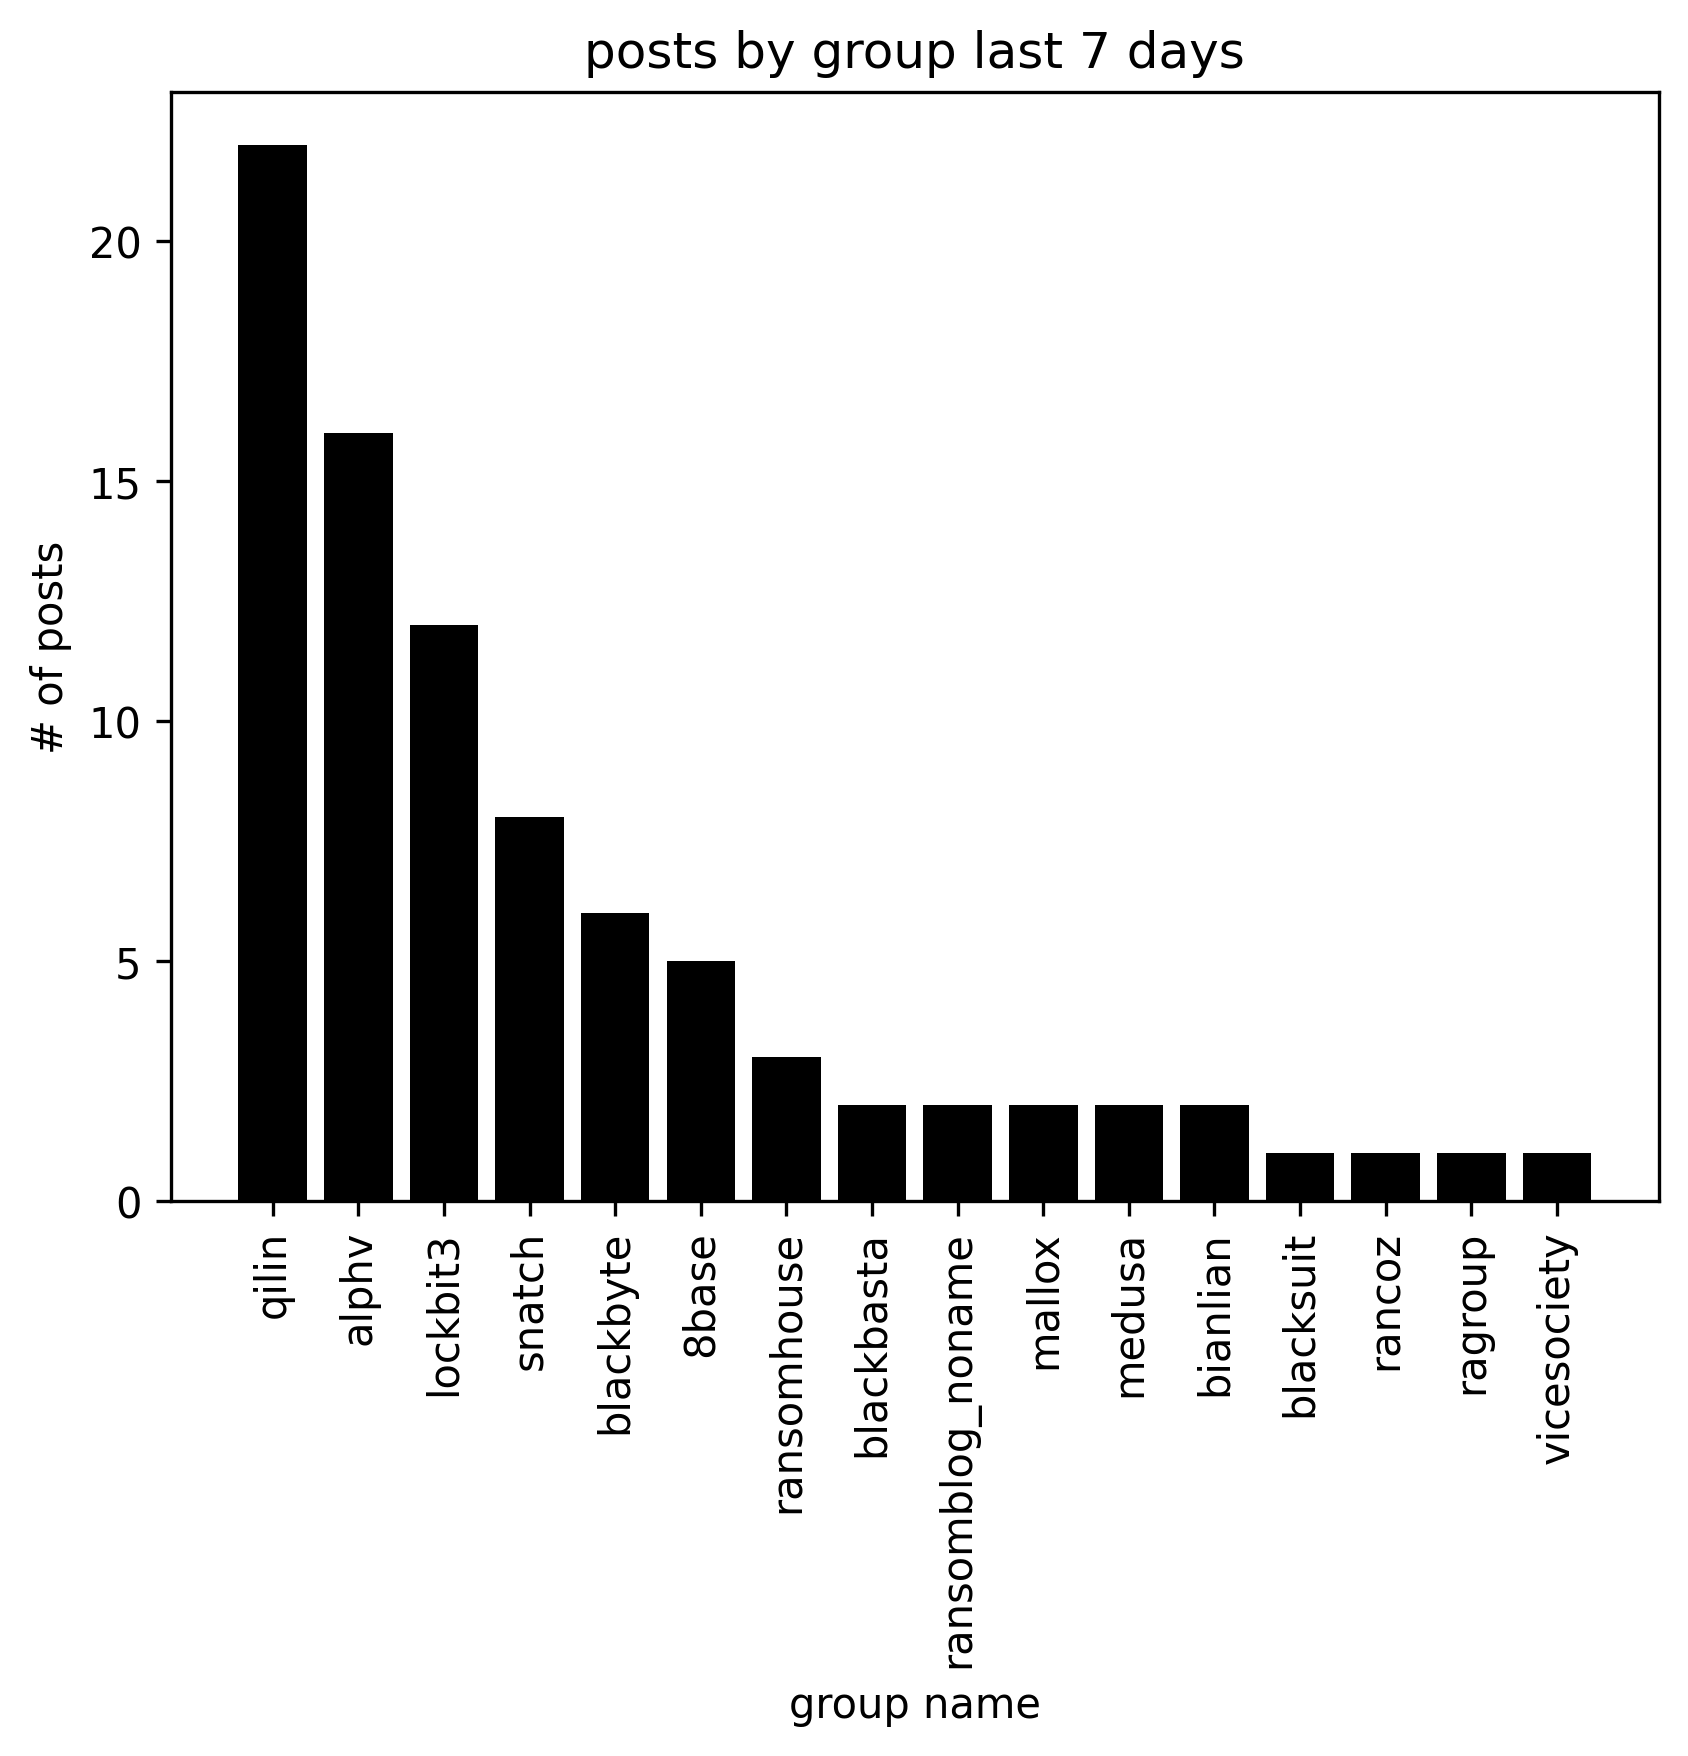 posts by group last 7 days
# of posts
20
15
10
5
0
qilin
alphv
lockbit3
snatch
blackbyte
8base
ransomhouse
blackbasta
ransomblog_noname
mallox
medusa
bianlian
blacksuit
rancoz
ragroup
vicesociety
group name